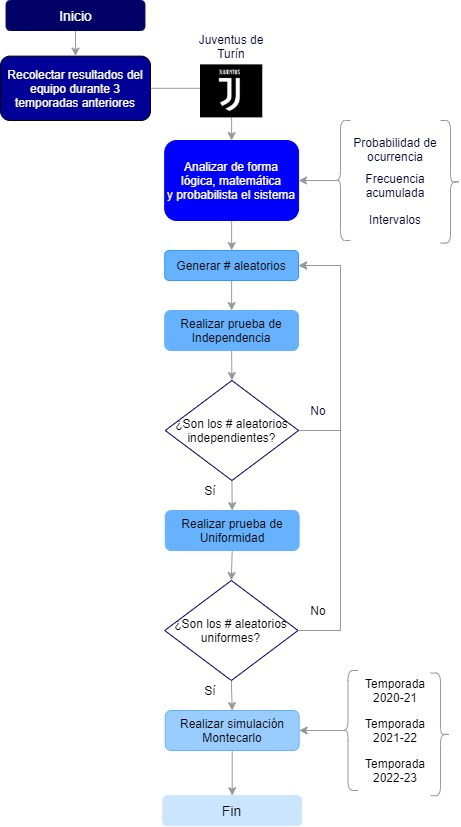 Inicio
Juventus de
Turín
Recolectar resultados del
equipo durante 3
temporadas anteriores
JUVENTUS
Analizar de forma
lógica, matemática
y probabilista el sistema
Probabilidad de
ocurrencia
Frecuencia
acumulada
Intervalos
Generar # aleatorios
Realizar prueba de
Independencia
¿Son los # aleatorios
independientes?
No
Sí
Realizar prueba de
Uniformidad
¿Son los # aleatorios
uniformes?
No
Sí
Realizar simulación
Montecarlo
Temporada
2020-21
Temporada
2021-22
Temporada
2022-23
Fin